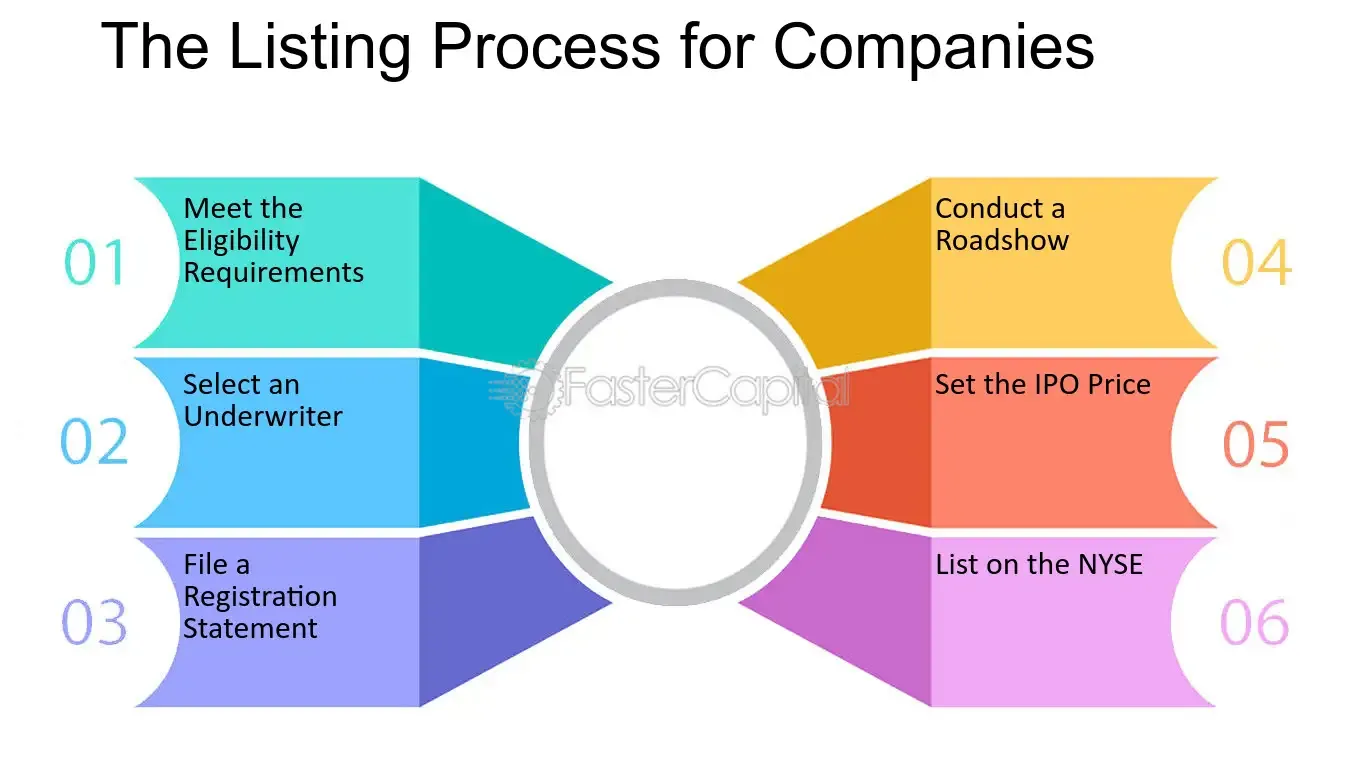 The Listing Process for Companies
01
Meet the
Eligibility
Requirements
02
Select an
Underwriter
03
File a
Registration
Statement
04
Conduct a
Roadshow
05
Set the IPO Price
06
List on the NYSE
FasterCapital